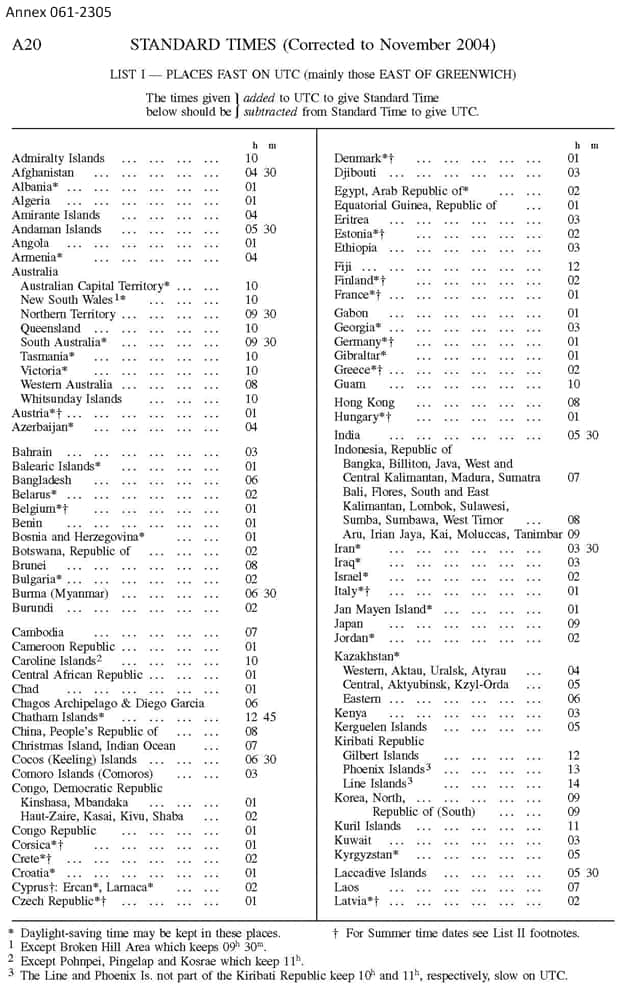 Annex 061-2305
A20 STANDARD TIMES (Corrected to November 2004)
LIST I — PLACES FAST ON UTC (mainly those EAST OF GREENWICH)
The times given } added to UTC to give Standard Time
below should be } subtracted from Standard Time to give UTC.
h m
Admiralty Islands ... ... ... ... 10
Afghanistan ... ... ... ... 04 30
Albania* ... ... ... ... ... 01
Algeria ... ... ... ... ... 01
Amirante Islands ... ... ... ... 04
Andaman Islands ... ... ... ... 05 30
Angola ... ... ... ... ... 01
Armenia* ... ... ... ... ... 04
Australia
Australian Capital Territory* ... ... 10
New South Wales1* ... ... ... 10
Northern Territory ... ... ... ... 09 30
Queensland ... ... ... ... ... 10
South Australia* ... ... ... ... 09 30
Tasmania* ... ... ... ... ... 10
Victoria* ... ... ... ... ... 10
Western Australia ... ... ... ... 08
Whitsunday Islands ... ... ... 10
Austria*† ... ... ... ... ... 01
Azerbaijan* ... ... ... ... 04
Bahrain ... ... ... ... ... 03
Balearic Islands* ... ... ... ... 01
Bangladesh ... ... ... ... 06
Belarus* ... ... ... ... ... 02
Belgium*† ... ... ... ... ... 01
Benin ... ... ... ... ... 01
Bosnia and Herzegovina* ... ... ... 01
Botswana, Republic of ... ... ... 02
Brunei ... ... ... ... ... 08
Bulgaria* ... ... ... ... ... 02
Burma (Myanmar) ... ... ... 06 30
Burundi ... ... ... ... ... 02
Cambodia ... ... ... ... 07
Cameroon Republic ... ... ... ... 01
Caroline Islands2 ... ... ... ... 10
Central African Republic ... ... ... 01
Chad ... ... ... ... ... 01
Chagos Archipelago & Diego Garcia 06
Chatham Islands* ... ... ... ... 12 45
China, People's Republic of ... ... 08
Christmas Island, Indian Ocean ... 07
Cocos (Keeling) Islands ... ... ... 06 30
Comoro Islands (Comoros) ... ... 03
Congo, Democratic Republic
Kinshasa, Mbandaka ... ... ... 01
Haut-Zaire, Kasai, Kivu, Shaba ... 02
Congo Republic ... ... ... ... 01
Corsica*† ... ... ... ... ... 01
Crete*† ... ... ... ... ... 02
Croatia* ... ... ... ... ... 01
Cyprus†: Ercan*, Larnaca* ... ... 02
Czech Republic*† ... ... ... 01
h m
Denmark*† ... ... ... ... ... 01
Djibouti ... ... ... ... ... 03
Egypt, Arab Republic of* ... ... 02
Equatorial Guinea, Republic of ... 01
Eritrea ... ... ... ... ... ... 03
Estonia*† ... ... ... ... ... 02
Ethiopia ... ... ... ... ... ... 03
Fiji ... ... ... ... ... ... ... 12
Finland*† ... ... ... ... ... 02
France*† ... ... ... ... ... ... 01
Gabon ... ... ... ... ... ... 01
Georgia* ... ... ... ... ... ... 03
Germany*† ... ... ... ... ... 01
Gibraltar* ... ... ... ... ... 01
Greece*† ... ... ... ... ... ... 02
Guam ... ... ... ... ... ... 10
Hong Kong ... ... ... ... ... 08
Hungary*† ... ... ... ... ... 01
India ... ... ... ... ... ... 05 30
Indonesia, Republic of
Bangka, Billiton, Java, West and
Central Kalimantan, Madura, Sumatra 07
Bali, Flores, South and East
Kalimantan, Lombok, Sulawesi,
Sumba, Sumbawa, West Timor ... 08
Aru, Irian Jaya, Kai, Moluccas, Tanimbar 09
Iran* ... ... ... ... ... ... 03 30
Iraq* ... ... ... ... ... ... 03
Israel* ... ... ... ... ... ... 02
Italy*† ... ... ... ... ... ... 01
Jan Mayen Island* ... ... ... ... 01
Japan ... ... ... ... ... ... 09
Jordan* ... ... ... ... ... ... 02
Kazakhstan*
Western, Aktau, Uralsk, Atyrau ... 04
Central, Aktyubinsk, Kzyl-Orda ... 05
Eastern ... ... ... ... ... ... 06
Kenya ... ... ... ... ... ... 03
Kerguelen Islands ... ... ... ... 05
Kiribati Republic
Gilbert Islands ... ... ... ... 12
Phoenix Islands3 ... ... ... ... 13
Line Islands3 ... ... ... ... 14
Korea, North, ... ... ... ... ... 09
Republic of (South) ... ... ... 09
Kuril Islands ... ... ... ... ... 11
Kuwait ... ... ... ... ... ... 03
Kyrgyzstan* ... ... ... ... ... 05
Laccadive Islands ... ... ... ... 05 30
Laos ... ... ... ... ... ... 07
Latvia*† ... ... ... ... ... ... 02
* Daylight-saving time may be kept in these places. † For Summer time dates see List II footnotes.
1 Except Broken Hill Area which keeps 09h 30m.
2 Except Pohnpei, Pingelap and Kosrae which keep 11h.
3 The Line and Phoenix Is. not part of the Kiribati Republic keep 10h and 11h, respectively, slow on UTC.